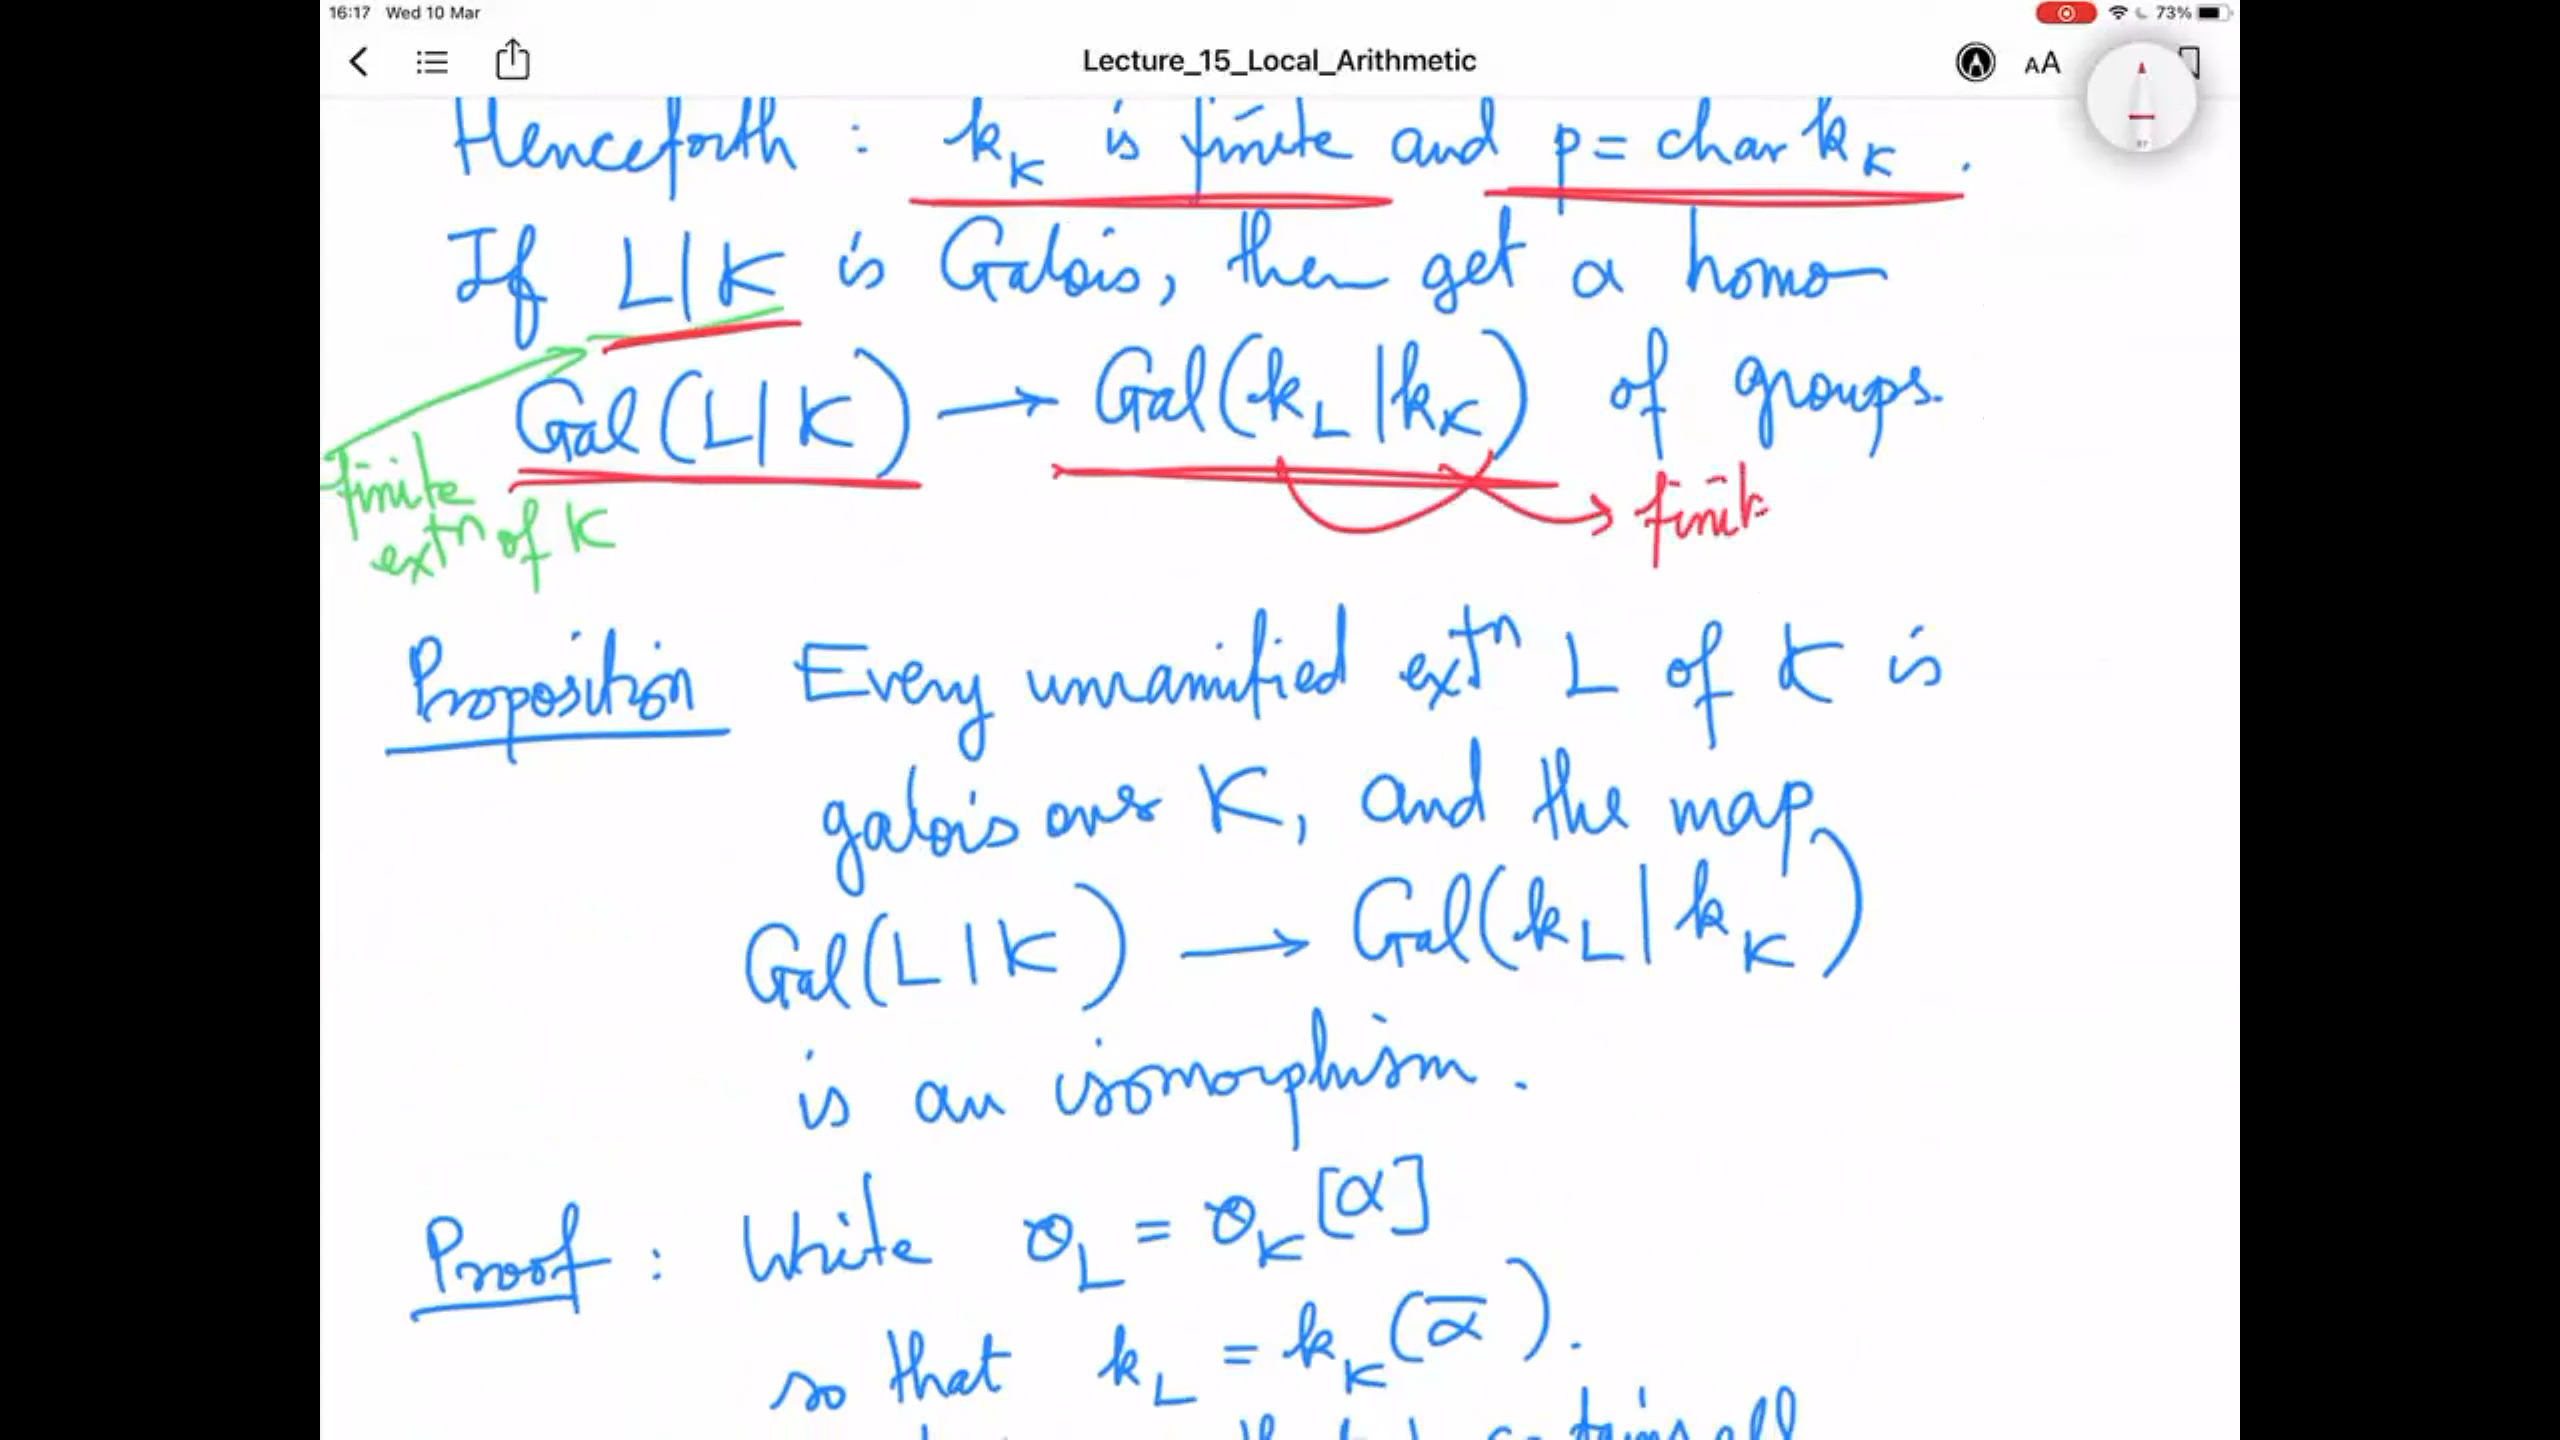 16:17 Wed 10 Mar
73%
Lecture_15_Local_Arithmetic
AA
Henceforth : k_K is finite and p = char k_K .
If L|K is Galois, then get a homo
Gal(L|K) → Gal(k_L|k_K) of groups.
finite
extⁿ of K
finit
Proposition Every unramified extⁿ L of K is
galois over K, and the map
Gal(L|K) → Gal(k_L|k_K)
is an isomorphism .
Proof : Write O_L = O_K[α]
so that k_L = k_K(ᾱ).